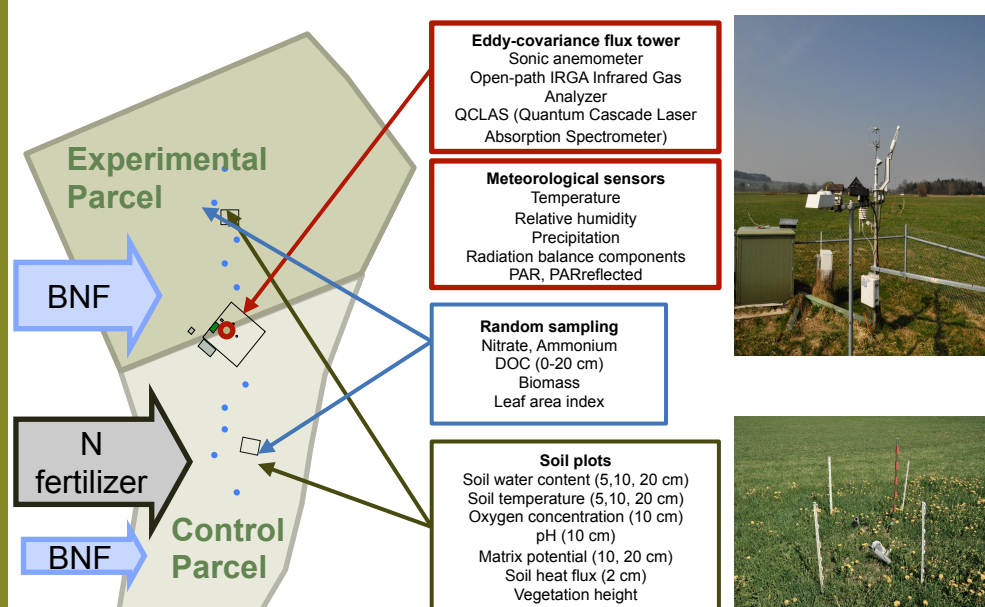 Experimental
Parcel
BNF
N
fertilizer
BNF
Control
Parcel
Eddy-covariance flux tower
Sonic anemometer
Open-path IRGA Infrared Gas
Analyzer
QCLAS (Quantum Cascade Laser
Absorption Spectrometer)
Meteorological sensors
Temperature
Relative humidity
Precipitation
Radiation balance components
PAR, PARreflected
Random sampling
Nitrate, Ammonium
DOC (0-20 cm)
Biomass
Leaf area index
Soil plots
Soil water content (5,10, 20 cm)
Soil temperature (5,10, 20 cm)
Oxygen concentration (10 cm)
pH (10 cm)
Matrix potential (10, 20 cm)
Soil heat flux (2 cm)
Vegetation height